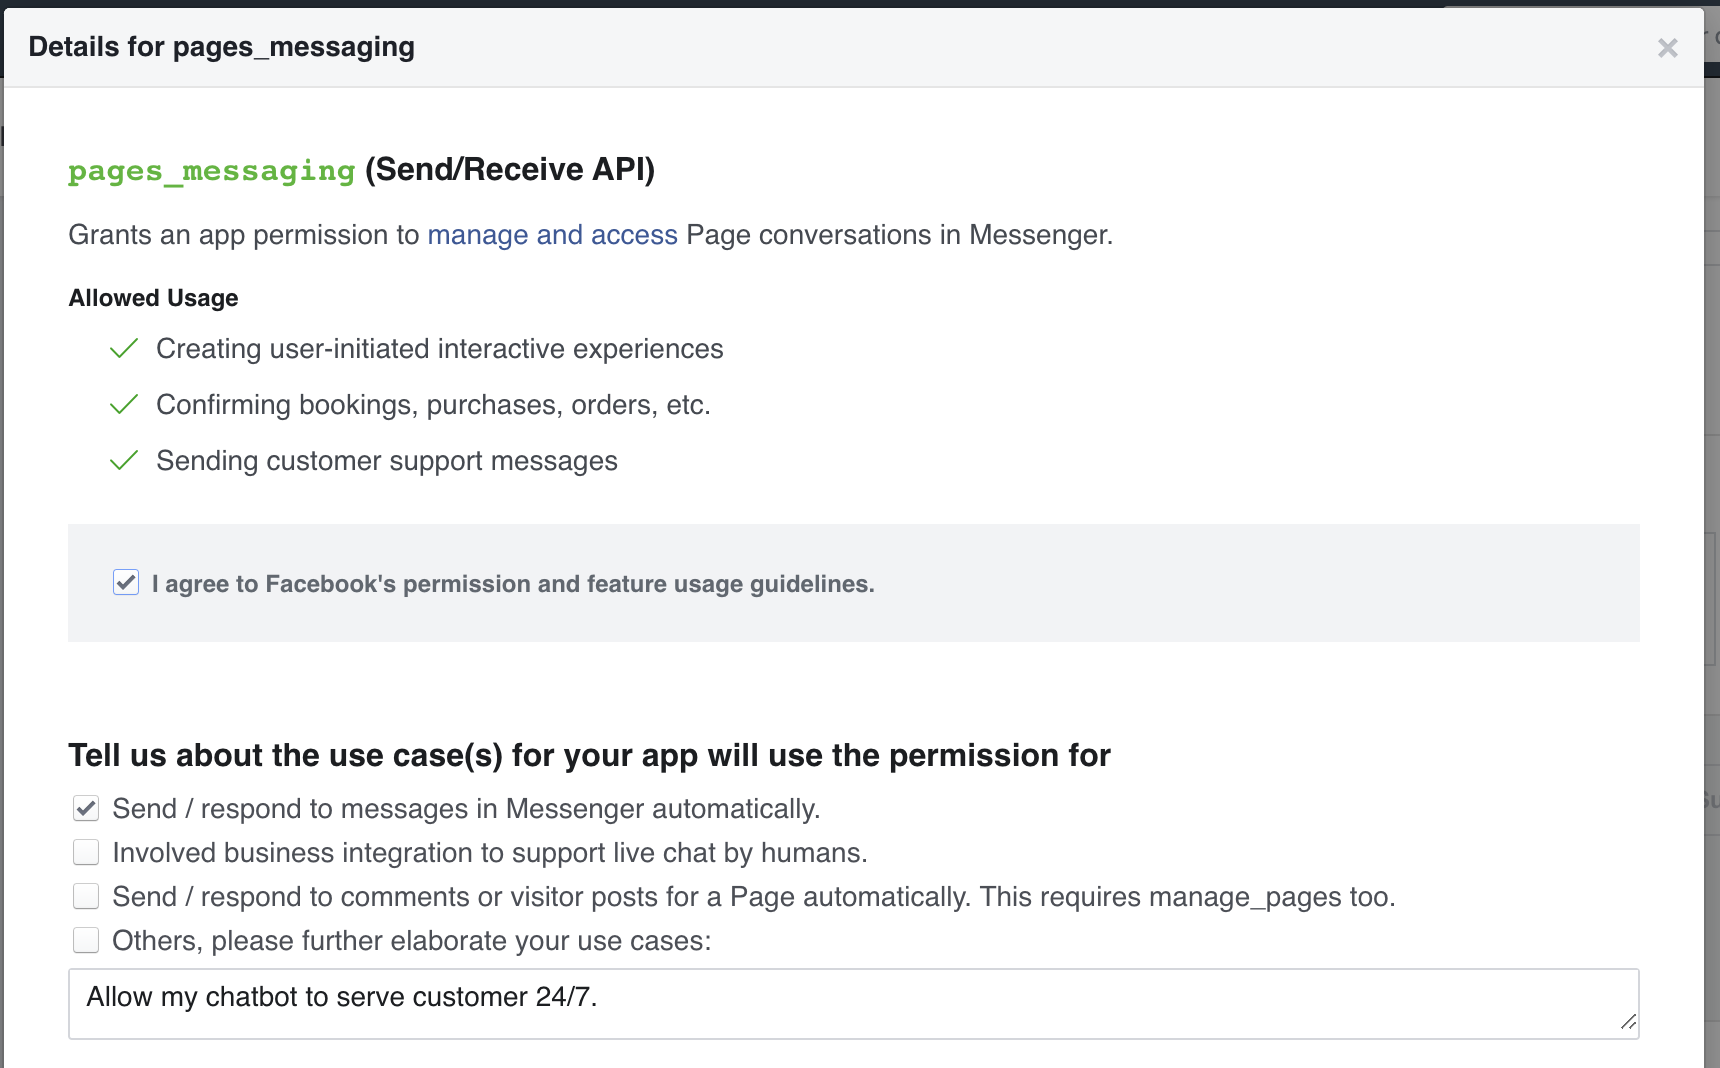 Details for pages_messaging
pages_messaging (Send/Receive API)
Grants an app permission to manage and access Page conversations in Messenger.
Allowed Usage
Creating user-initiated interactive experiences
Confirming bookings, purchases, orders, etc.
Sending customer support messages
I agree to Facebook's permission and feature usage guidelines.
Tell us about the use case(s) for your app will use the permission for
Send / respond to messages in Messenger automatically.
Involved business integration to support live chat by humans.
Send / respond to comments or visitor posts for a Page automatically. This requires manage_pages too.
Others, please further elaborate your use cases:
Allow my chatbot to serve customer 24/7.